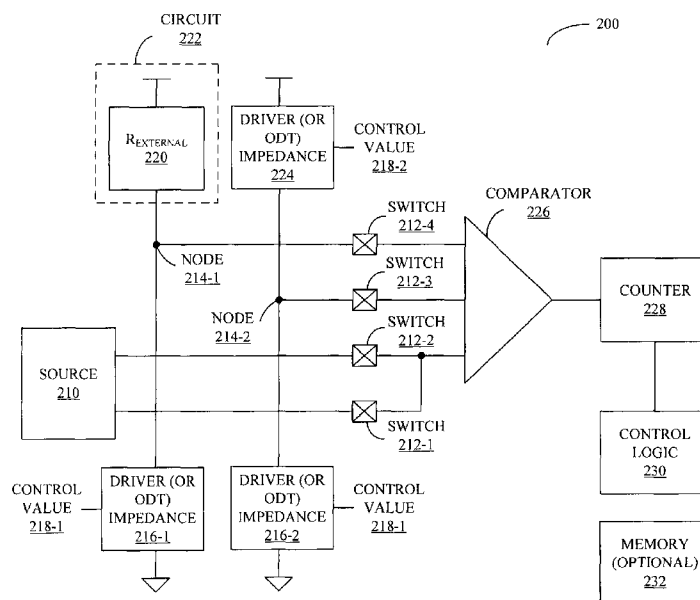 CIRCUIT
222
200
R_EXTERNAL
220
DRIVER (OR
ODT)
IMPEDANCE
224
CONTROL
VALUE
218-2
COMPARATOR
226
SWITCH
212-4
NODE
214-1
SWITCH
212-3
NODE
214-2
SWITCH
212-2
COUNTER
228
SOURCE
210
SWITCH
212-1
CONTROL
LOGIC
230
CONTROL
VALUE
218-1
DRIVER (OR
ODT)
IMPEDANCE
216-1
DRIVER (OR
ODT)
IMPEDANCE
216-2
CONTROL
VALUE
218-1
MEMORY
(OPTIONAL)
232